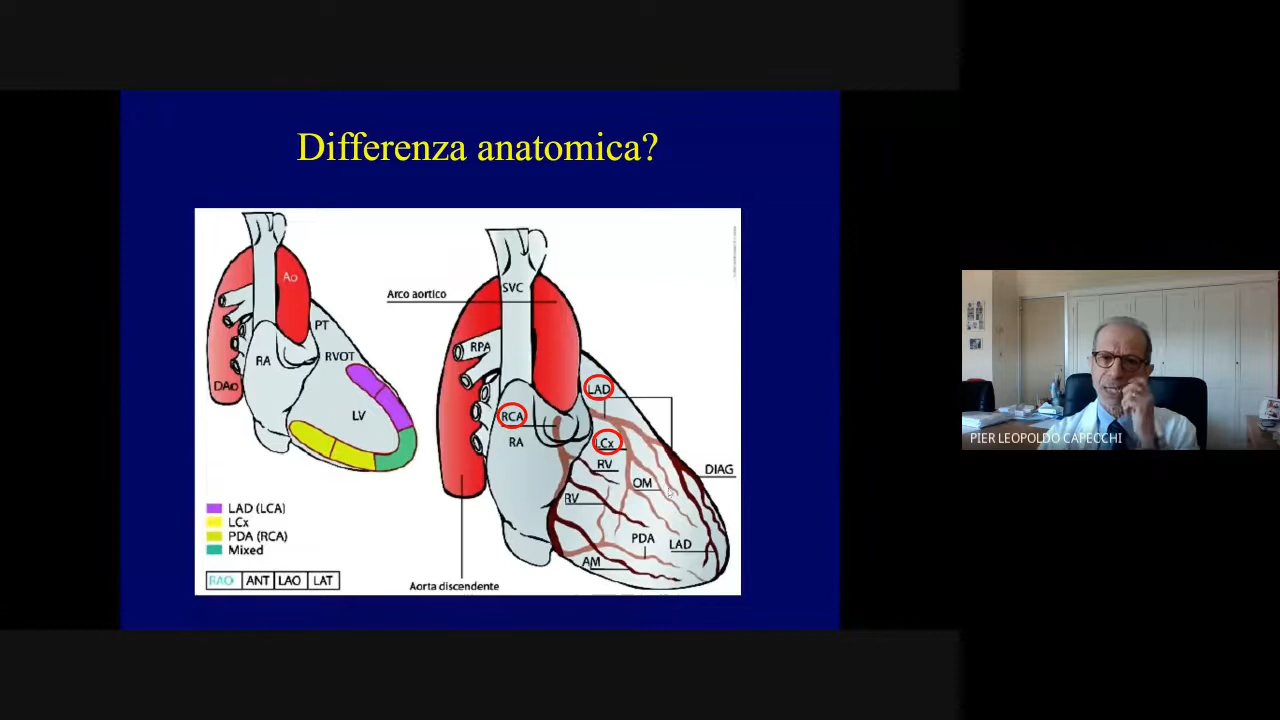 Differenza anatomica?
Ao
PT
RVOT
RA
DAo
LV
LAD (LCA)
LCx
PDA (RCA)
Mixed
RAO ANT LAO LAT
Arco aortico
SVC
RPA
LAD
RCA
RA
LCx
RV
DIAG
OM
RV
PDA
LAD
AM
Aorta discendente
PIER LEOPOLDO CAPECCHI